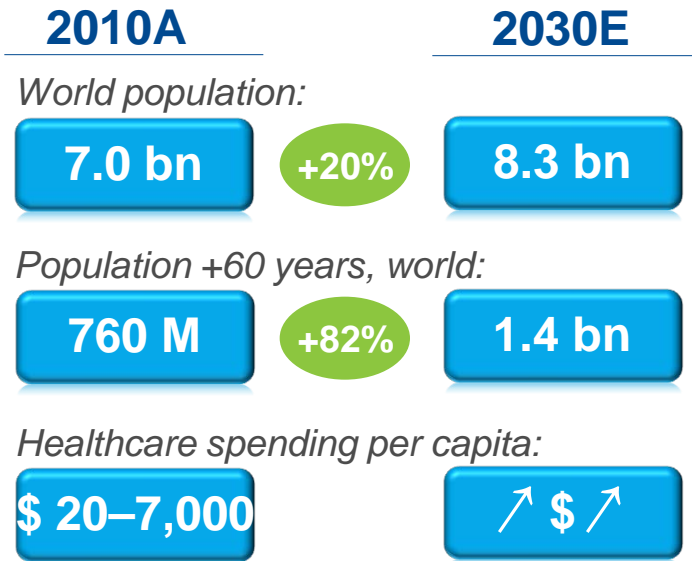 2010A 2030E
World population:
7.0 bn +20% 8.3 bn
Population +60 years, world:
760 M +82% 1.4 bn
Healthcare spending per capita:
$ 20–7,000 ↗ $ ↗